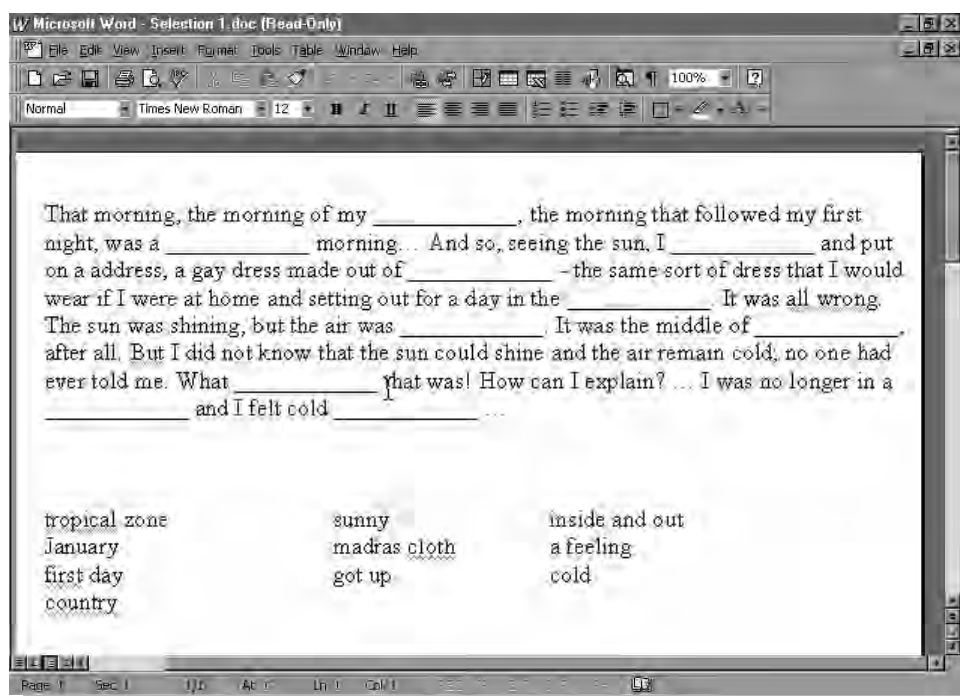 Microsoft Word - Selection 1.doc (Read-Only)
File Edit View Insert Format Tools Table Window Help
100%
Normal Times New Roman 12 B I U
That morning, the morning of my ____________, the morning that followed my first
night, was a ____________ morning… And so, seeing the sun, I ____________ and put
on a address, a gay dress made out of ____________ – the same sort of dress that I would
wear if I were at home and setting out for a day in the ____________. It was all wrong.
The sun was shining, but the air was ____________. It was the middle of ____________,
after all. But I did not know that the sun could shine and the air remain cold; no one had
ever told me. What ____________ that was! How can I explain? … I was no longer in a
____________ and I felt cold ____________ …
tropical zone sunny inside and out
January madras cloth a feeling
first day got up cold
country
Page 1 Sec 1 1/1 At Ln 1 Col 1